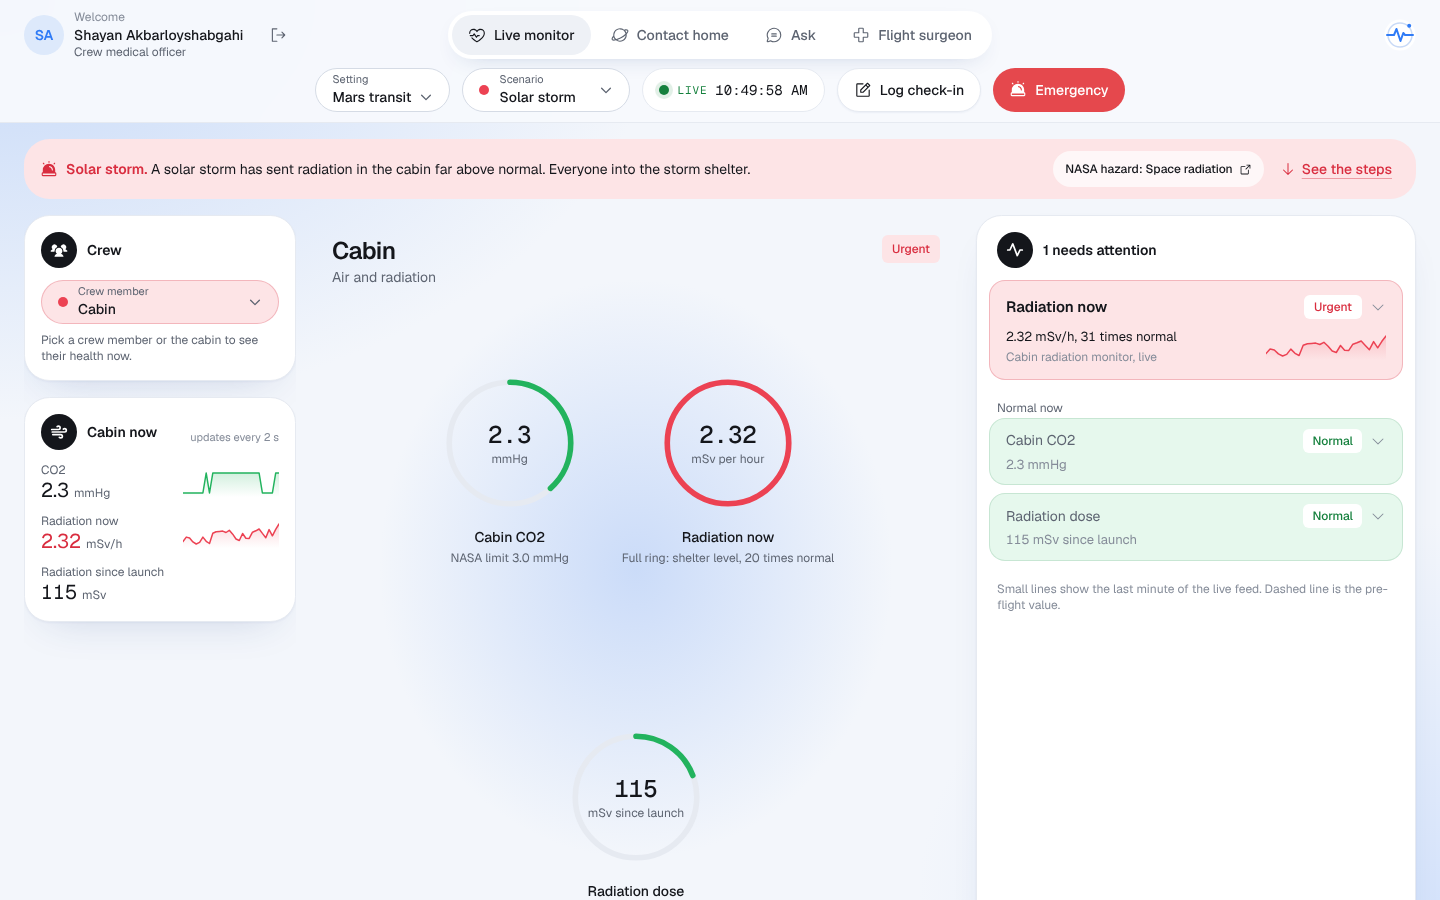 SA
Welcome
Shayan Akbarloyshabgahi
Crew medical officer
Live monitor
Contact home
Ask
Flight surgeon
Setting
Mars transit
Scenario
Solar storm
LIVE 10:49:58 AM
Log check-in
Emergency
Solar storm. A solar storm has sent radiation in the cabin far above normal. Everyone into the storm shelter.
NASA hazard: Space radiation
See the steps
Crew
Crew member
Cabin
Pick a crew member or the cabin to see
their health now.
Cabin now
updates every 2 s
CO2
2.3 mmHg
Radiation now
2.32 mSv/h
Radiation since launch
115 mSv
Cabin
Air and radiation
Urgent
2.3
mmHg
Cabin CO2
NASA limit 3.0 mmHg
2.32
mSv per hour
Radiation now
Full ring: shelter level, 20 times normal
115
mSv since launch
Radiation dose
1 needs attention
Radiation now
Urgent
2.32 mSv/h, 31 times normal
Cabin radiation monitor, live
Normal now
Cabin CO2
Normal
2.3 mmHg
Radiation dose
Normal
115 mSv since launch
Small lines show the last minute of the live feed. Dashed line is the pre-
flight value.